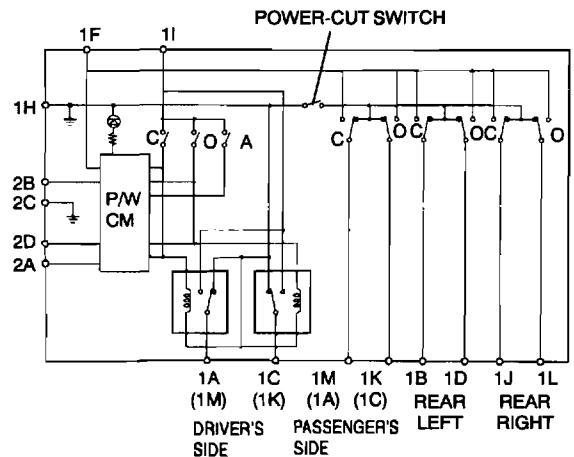 POWER-CUT SWITCH
1F 1I
1H
C O A
C O C O C O
2B
2C
2D
2A
P/W
CM
1A 1C 1M 1K 1B 1D 1J 1L
(1M) (1K) (1A) (1C) REAR REAR
LEFT RIGHT
DRIVER'S PASSENGER'S
SIDE SIDE